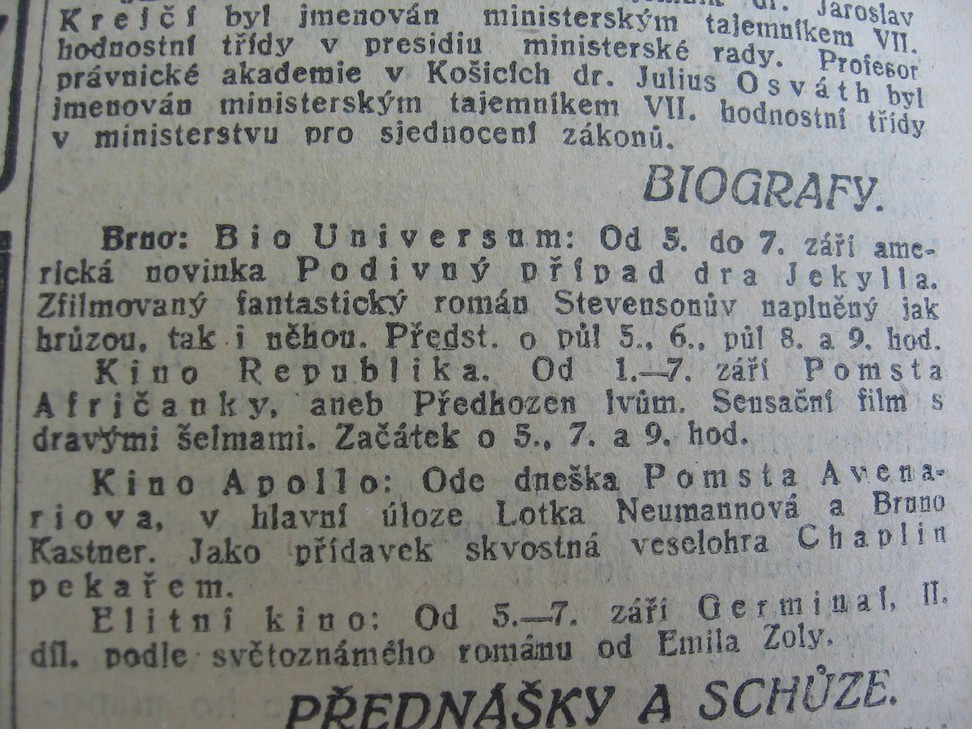 dr. Jaroslav
Krejčí byl jmenován ministerským tajemníkem VII.
hodnostní třídy v presidiu ministerské rady. Profesor
právnické akademie v Košicích dr. Julius Osváth byl
jmenován ministerským tajemníkem VII. hodnostní třídy
v ministerstvu pro sjednocení zákonů.
BIOGRAFY.
Brno: Bio Universum: Od 5. do 7. září ame-
rická novinka Podivný případ dra Jekylla.
Zfilmovaný fantastický román Stevensonův naplněný jak
hrůzou, tak i něhou. Předst. o půl 5., 6., půl 8. a 9. hod.
Kino Republika. Od 1.—7. září Pomsta
Afričanky, aneb Předhozen lvům. Sensační film s
dravými šelmami. Začátek o 5., 7. a 9. hod.
Kino Apollo: Ode dneška Pomsta Avena-
riova, v hlavní úloze Lotka Neumannová a Bruno
Kastner. Jako přídavek skvostná veselohra Chaplin
pekařem.
Elitní kino: Od 5.—7. září Germinal, II.
díl, podle světoznámého románu od Emila Zoly.
PŘEDNÁŠKY A SCHŮZE.